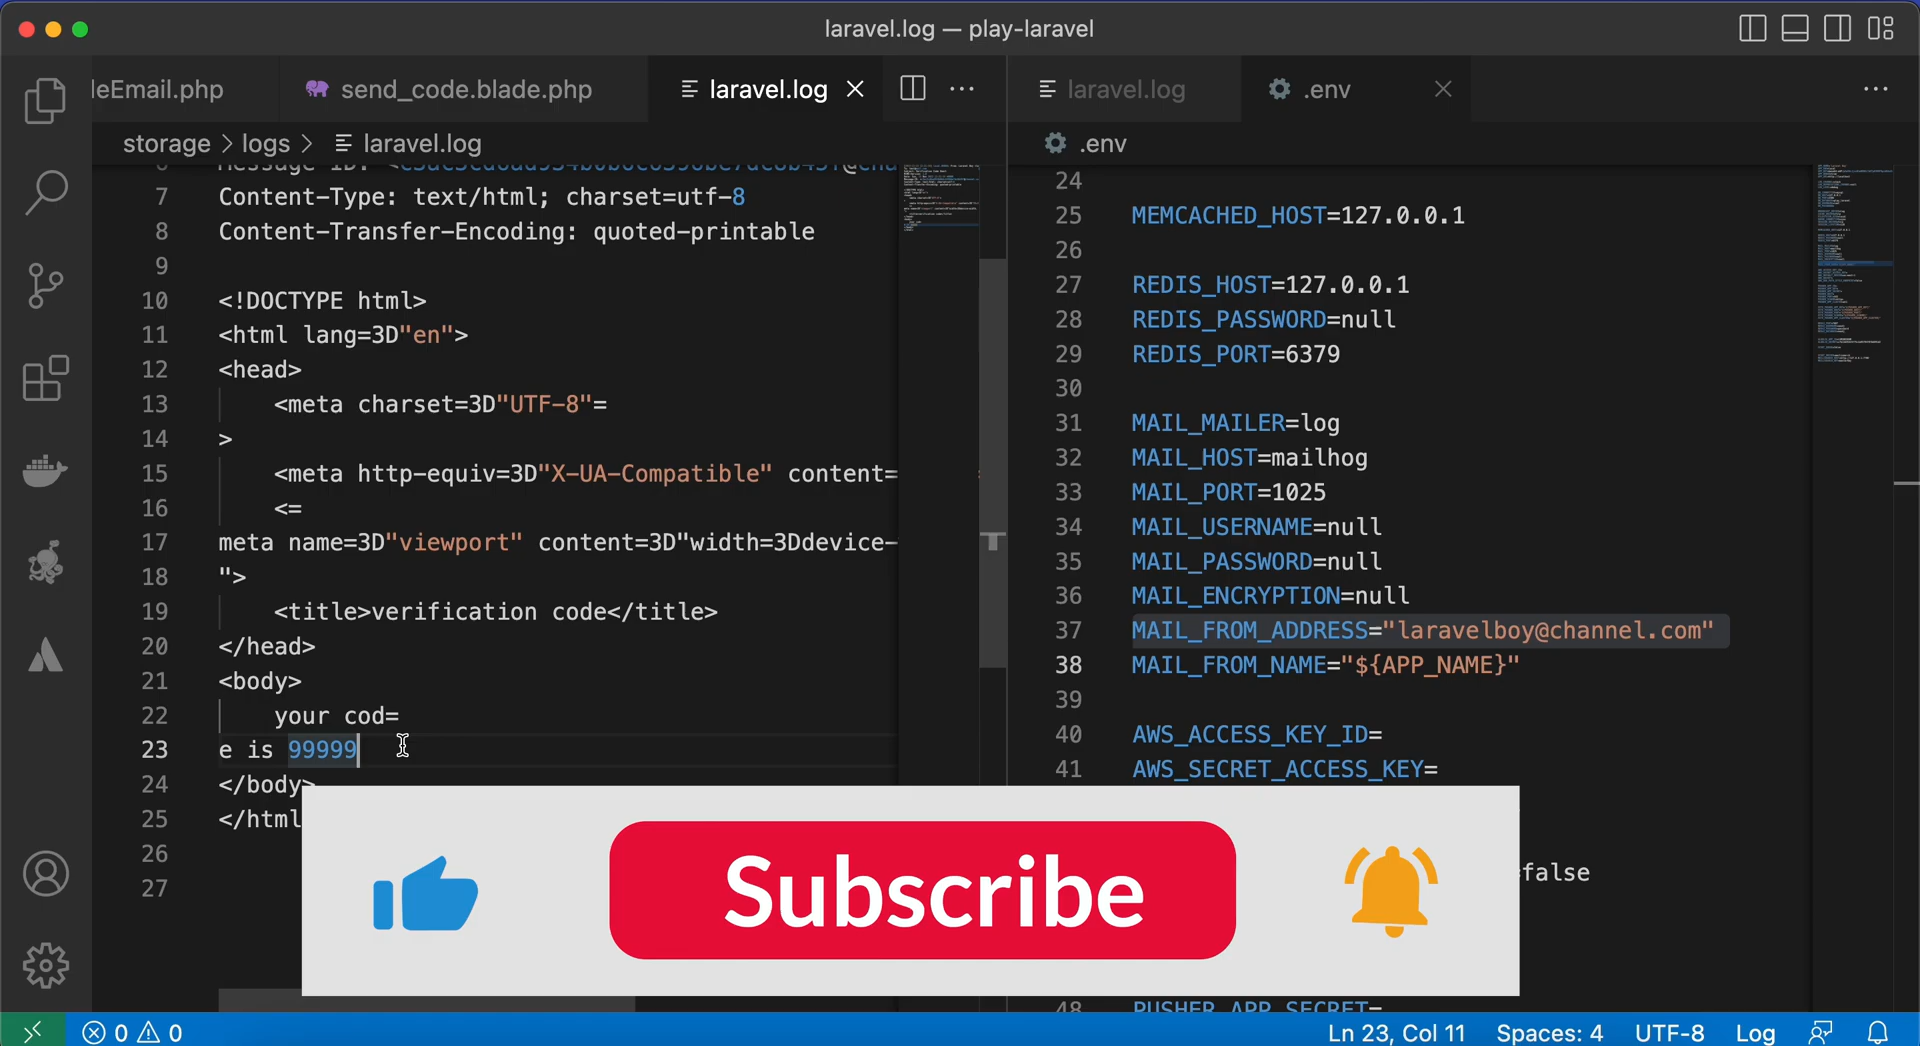 laravel.log — play-laravel
leEmail.php
send_code.blade.php
laravel.log
storage > logs > laravel.log
7 Content-Type: text/html; charset=utf-8
8 Content-Transfer-Encoding: quoted-printable
9
10 <!DOCTYPE html>
11 <html lang=3D"en">
12 <head>
13 <meta charset=3D"UTF-8"=
14 >
15 <meta http-equiv=3D"X-UA-Compatible" content=
16 <=
17 meta name=3D"viewport" content=3D"width=3Ddevice-
18 ">
19 <title>verification code</title>
20 </head>
21 <body>
22 your cod=
23 e is 99999
24 </body>
25 </html
26
27
laravel.log
.env
.env
24
25 MEMCACHED_HOST=127.0.0.1
26
27 REDIS_HOST=127.0.0.1
28 REDIS_PASSWORD=null
29 REDIS_PORT=6379
30
31 MAIL_MAILER=log
32 MAIL_HOST=mailhog
33 MAIL_PORT=1025
34 MAIL_USERNAME=null
35 MAIL_PASSWORD=null
36 MAIL_ENCRYPTION=null
37 MAIL_FROM_ADDRESS="laravelboy@channel.com"
38 MAIL_FROM_NAME="${APP_NAME}"
39
40 AWS_ACCESS_KEY_ID=
41 AWS_SECRET_ACCESS_KEY=
=false
48 PUSHER_APP_SECRET=
Subscribe
0 0
Ln 23, Col 11 Spaces: 4 UTF-8 Log